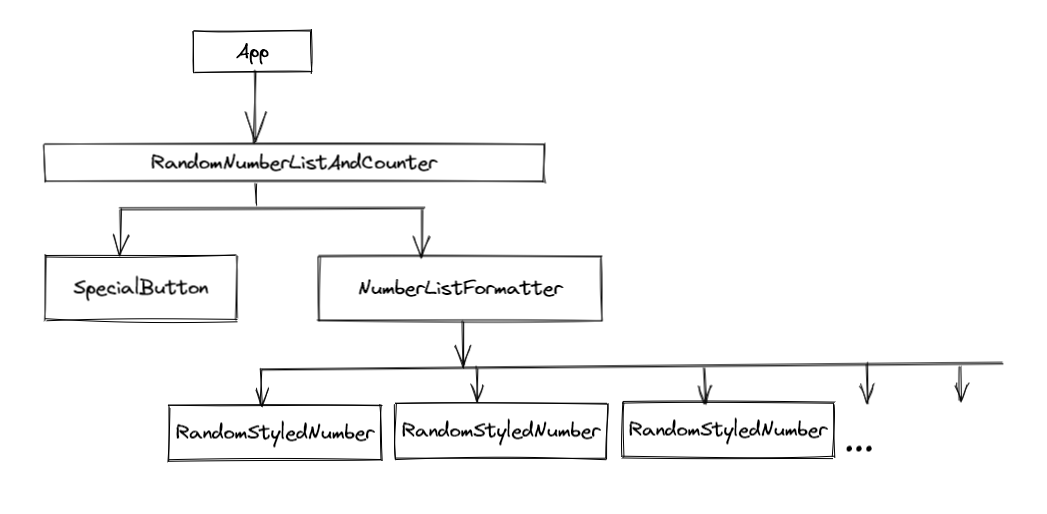 App
RandomNumberListAndCounter
SpecialButton
NumberListFormatter
RandomStyledNumber
RandomStyledNumber
RandomStyledNumber
...